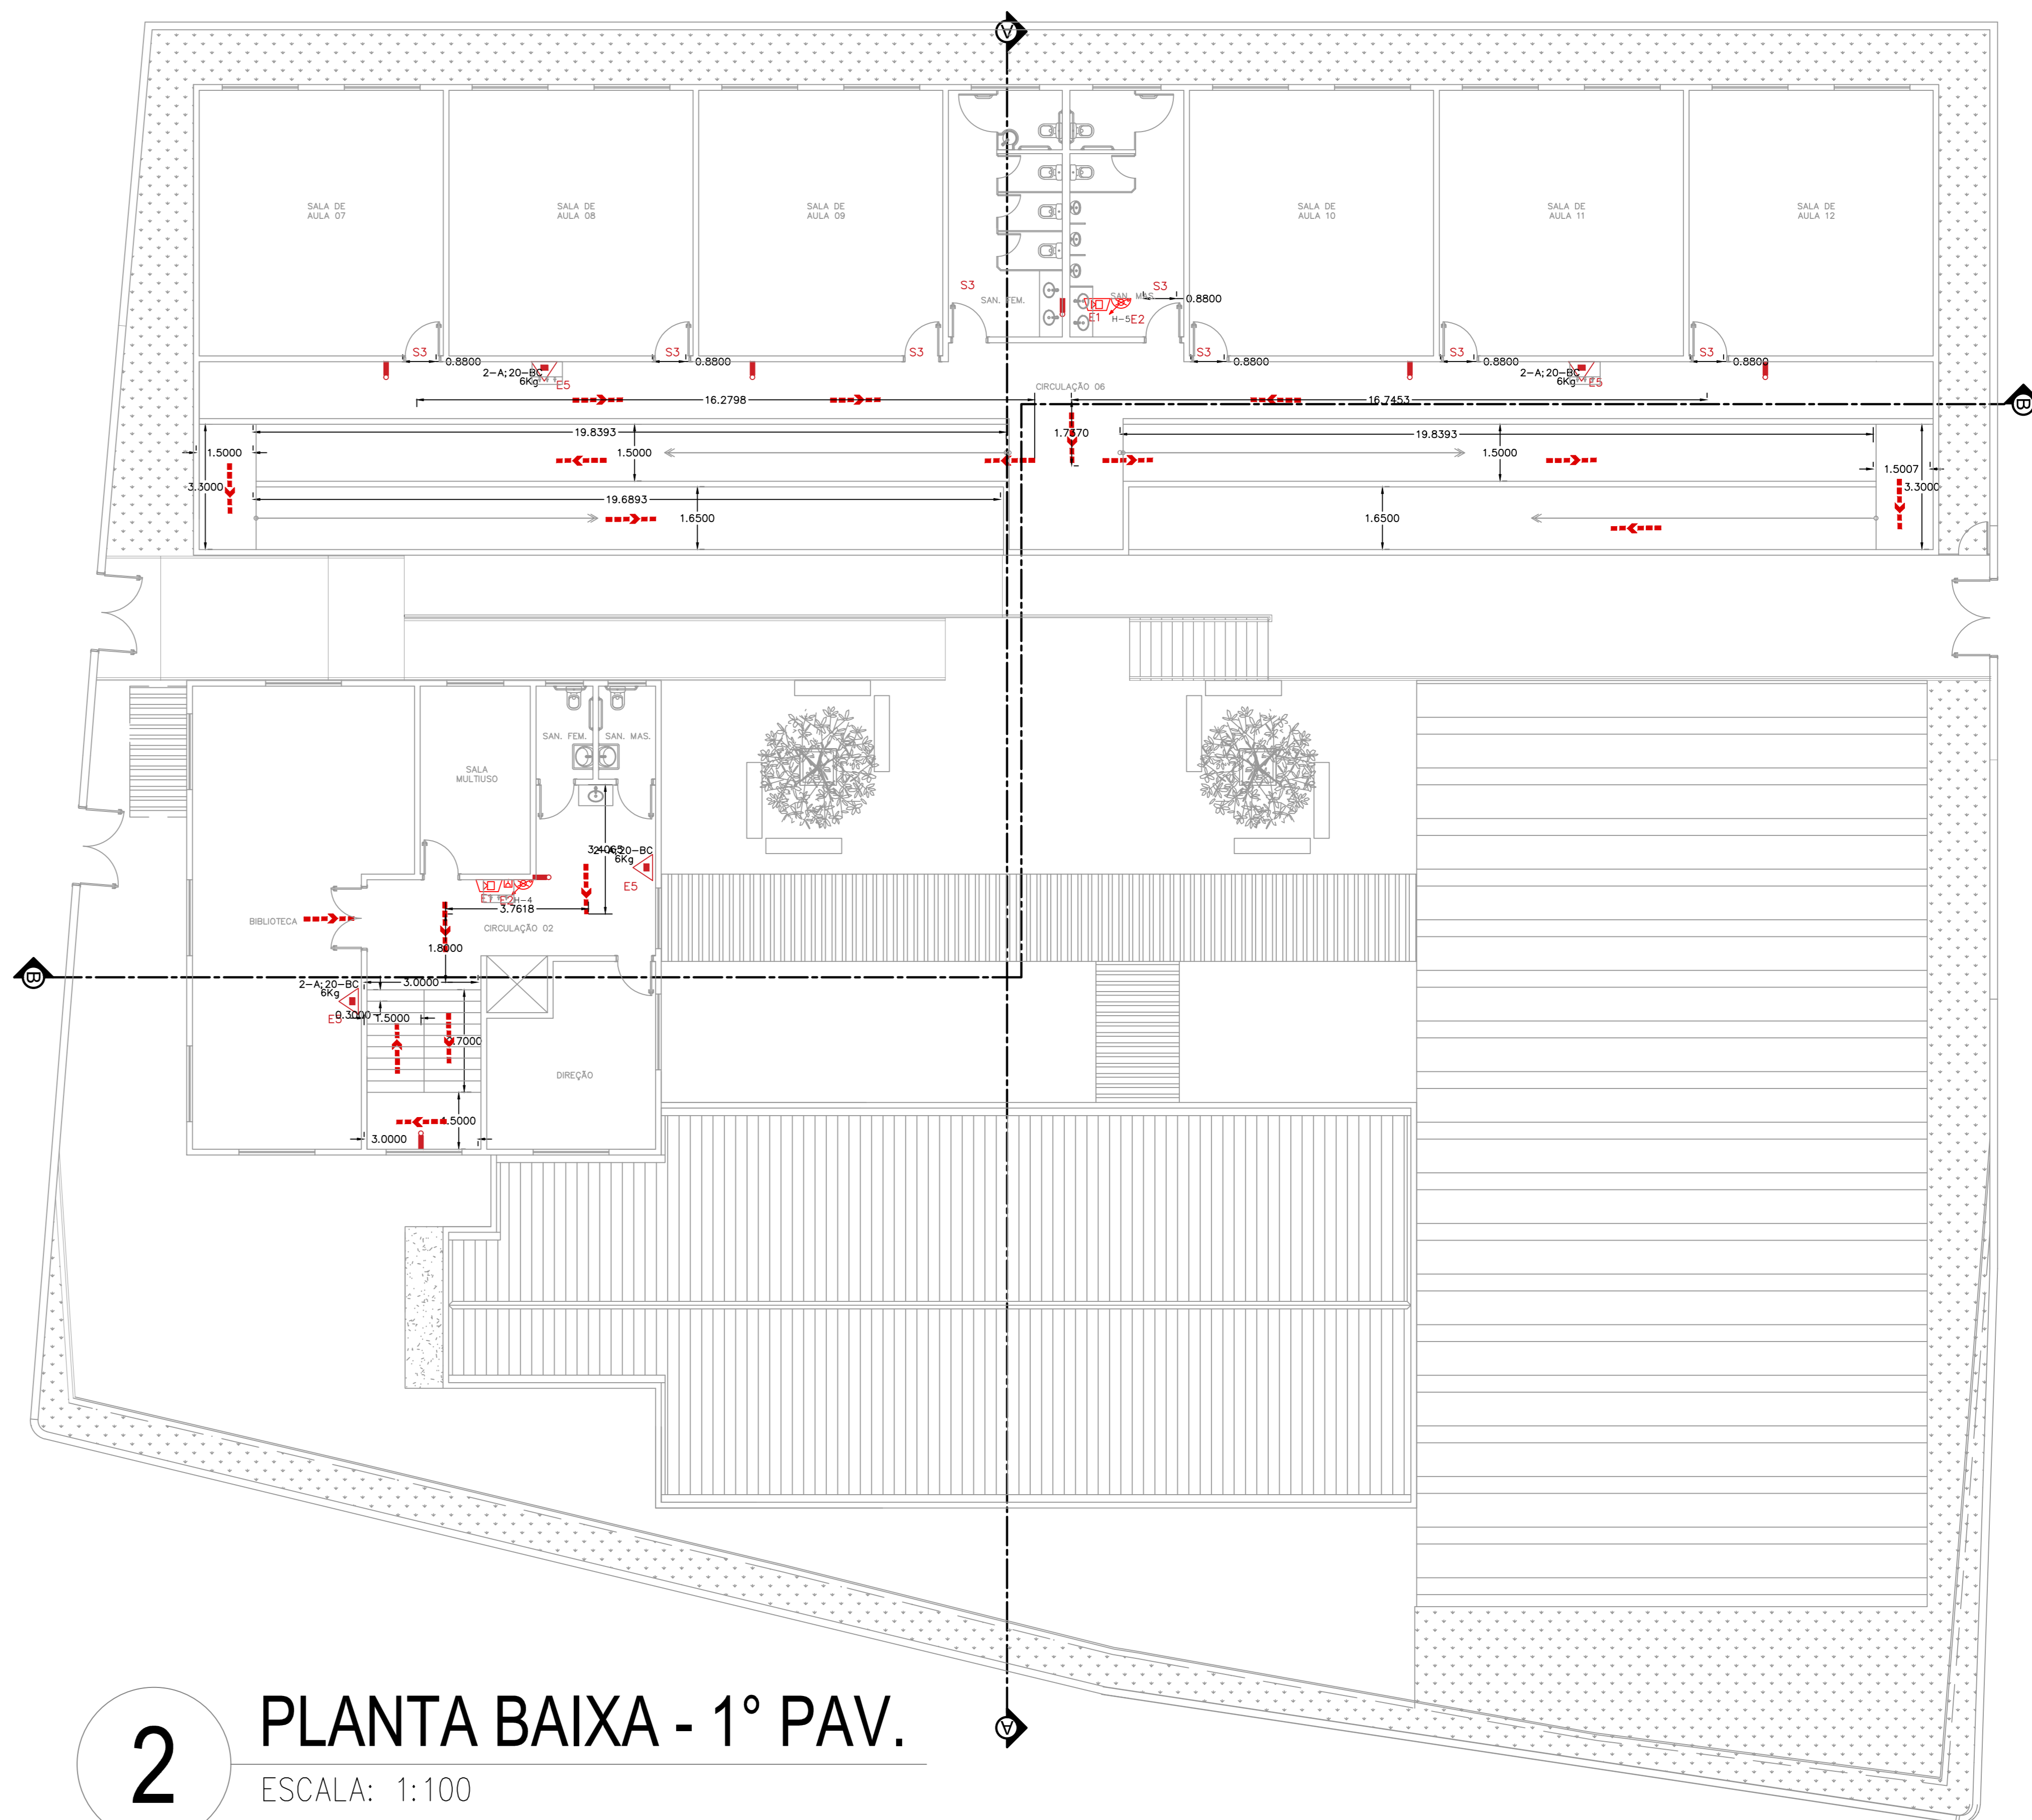 A
SALA DE
AULA 07
SALA DE
AULA 08
SALA DE
AULA 09
SALA DE
AULA 10
SALA DE
AULA 11
SALA DE
AULA 12
S3
SAN. FEM.
S3
0.8800
E1
H-5
E2
S3
0.8800
S3
0.8800
S3
S3
0.8800
S3
0.8800
S3
0.8800
2-A;20-BC
6Kg
E5
2-A;20-BC
6Kg
E5
CIRCULAÇÃO 06
16.2798
16.7453
B
19.8393
19.8393
1.5000
1.5000
1.5000
1.5007
3.3000
3.3000
19.6893
1.6500
1.6500
SAN. FEM.
SAN. MAS.
SALA
MULTIUSO
2-A;20-BC
6Kg
E5
H-4
3.7618
BIBLIOTECA
CIRCULAÇÃO 02
1.8000
B
2-A;20-BC
6Kg
3.0000
E5
0.3000
1.5000
DIREÇÃO
3.0000
2
PLANTA BAIXA - 1° PAV.
ESCALA: 1:100
A